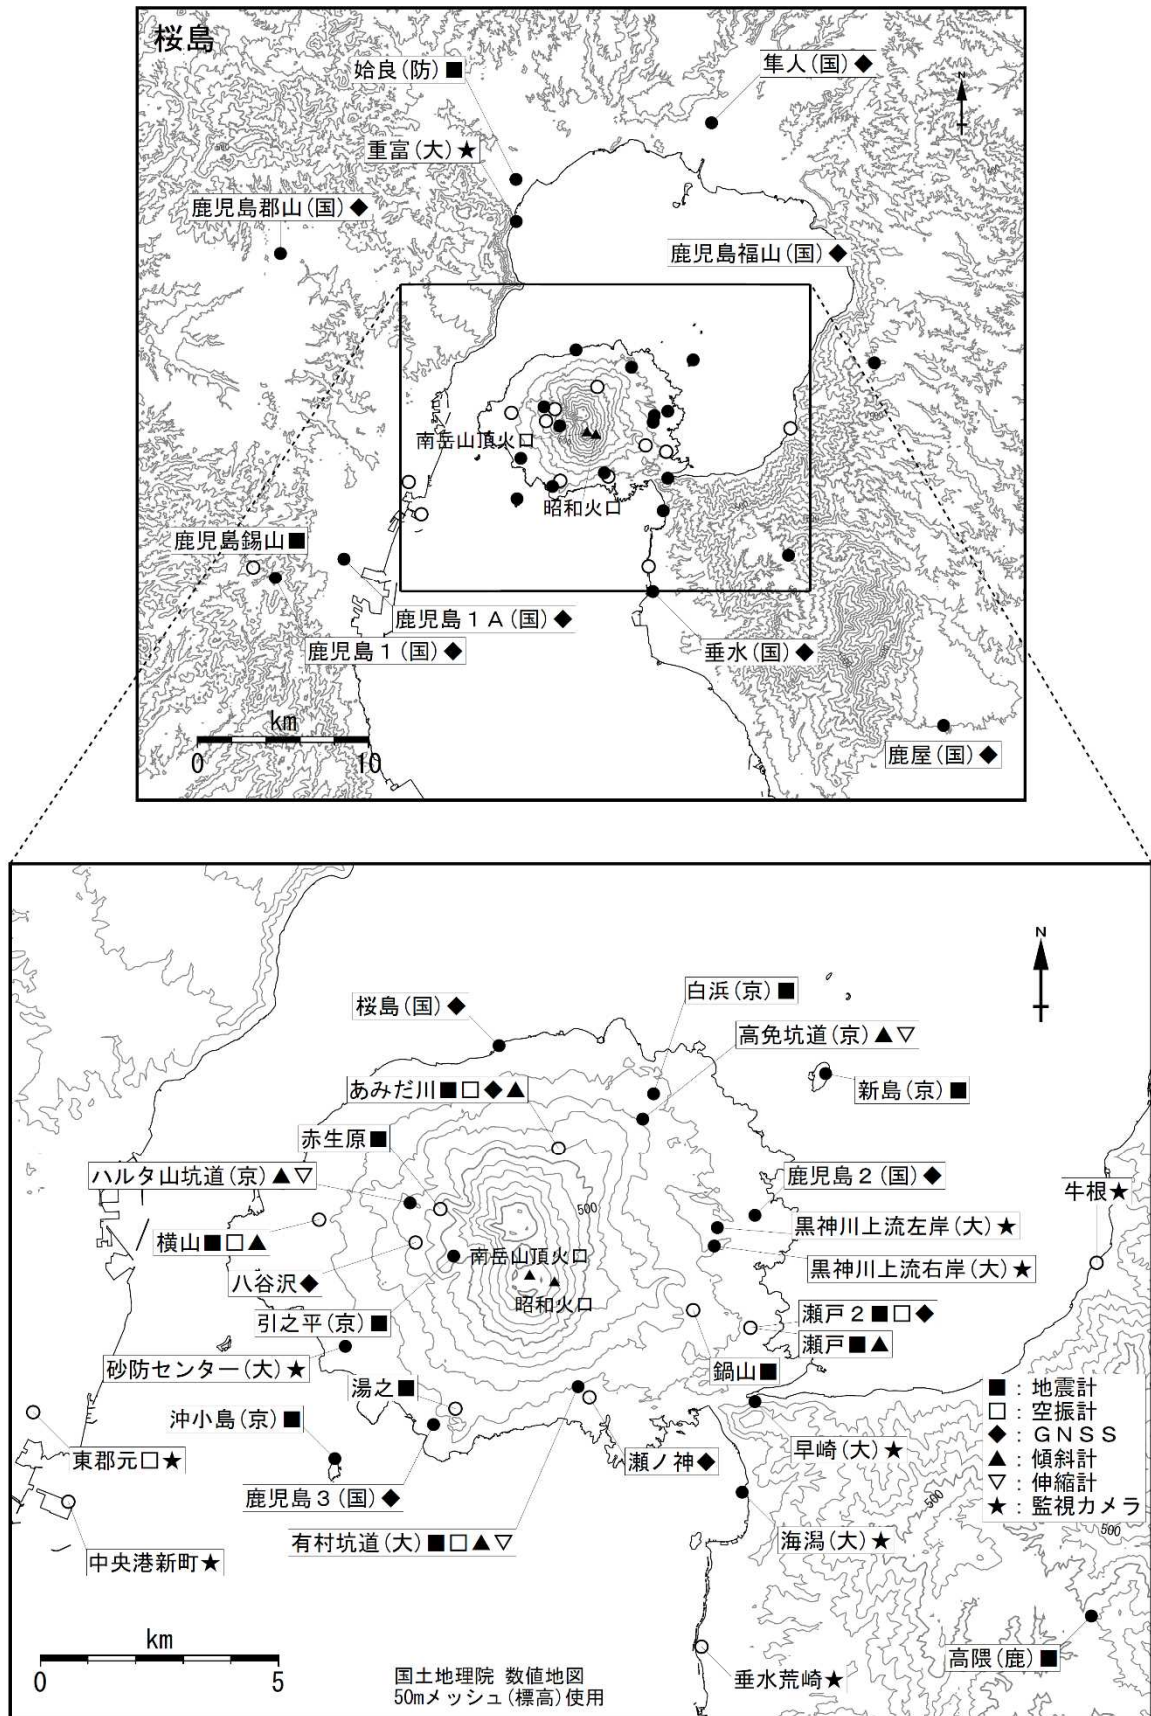 桜島
姶良(防)■
隼人(国)◆
N
重富(大)★
鹿児島郡山(国)◆
鹿児島福山(国)◆
南岳山頂火口
昭和火口
鹿児島錫山■
鹿児島1A(国)◆
鹿児島1(国)◆
垂水(国)◆
km
0 10
鹿屋(国)◆
N
白浜(京)■
桜島(国)◆
高免坑道(京)▲▽
あみだ川■□◆▲
新島(京)■
赤生原■
ハルタ山坑道(京)▲▽
500
鹿児島2(国)◆
牛根★
黒神川上流左岸(大)★
横山■□▲
南岳山頂火口
黒神川上流右岸(大)★
八谷沢◆
昭和火口
引之平(京)■
瀬戸2■□◆
瀬戸■▲
砂防センター(大)★
鍋山■
湯之■
沖小島(京)■
■:地震計
□:空振計
◆:GNSS
▲:傾斜計
▽:伸縮計
★:監視カメラ
東郡元□★
瀬ノ神◆
早崎(大)★
鹿児島3(国)◆
500
500
有村坑道(大)■□▲▽
海潟(大)★
中央港新町★
km
0 5
高隈(鹿)■
垂水荒崎★
国土地理院 数値地図
50mメッシュ(標高)使用